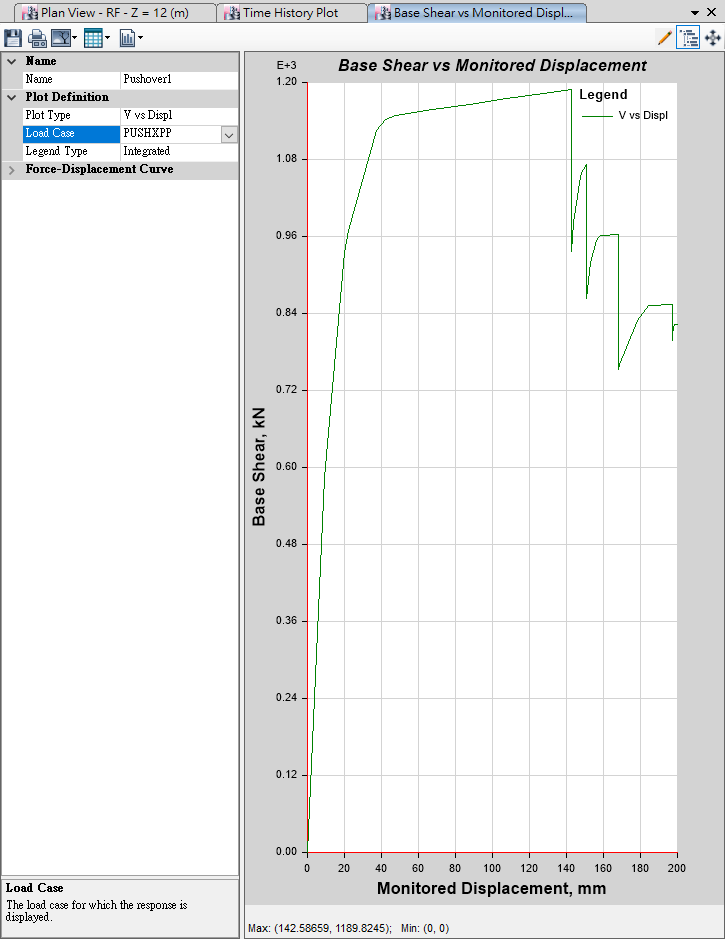 Plan View - RF - Z = 12 (m)
Time History Plot
Base Shear vs Monitored Displ...
Name
Name Pushover1
Plot Definition
Plot Type V vs Displ
Load Case PUSHXPP
Legend Type Integrated
Force-Displacement Curve
Load Case
The load case for which the response is
displayed.
E+3
Base Shear vs Monitored Displacement
Legend
V vs Displ
1.20
1.08
0.96
0.84
0.72
0.60
0.48
0.36
0.24
0.12
0.00
Base Shear, kN
0 20 40 60 80 100 120 140 160 180 200
Monitored Displacement, mm
Max: (142.58659, 1189.8245); Min: (0, 0)